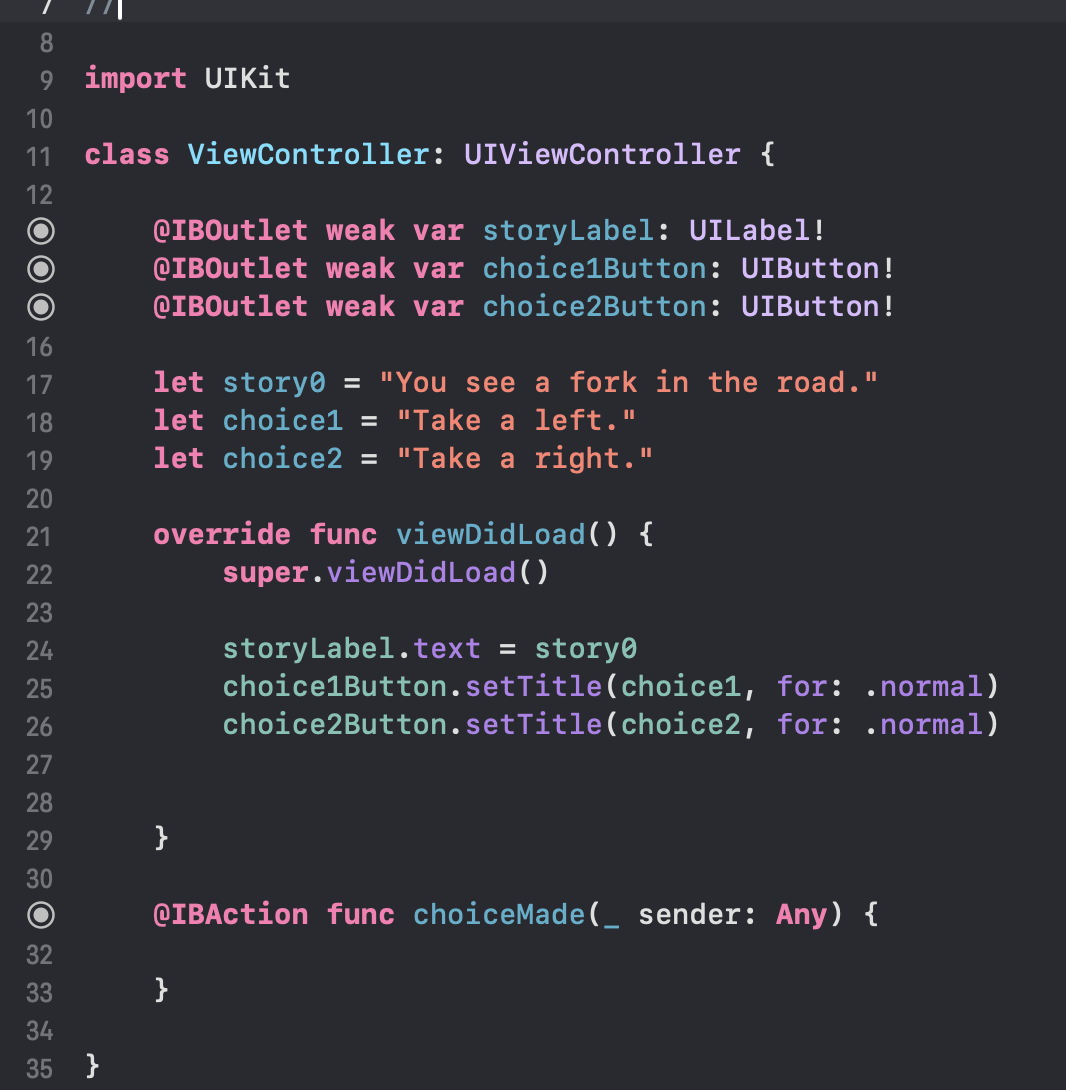 7 //
8
9 import UIKit
10
11 class ViewController: UIViewController {
12
@IBOutlet weak var storyLabel: UILabel!
@IBOutlet weak var choice1Button: UIButton!
@IBOutlet weak var choice2Button: UIButton!
16
17 let story0 = "You see a fork in the road."
18 let choice1 = "Take a left."
19 let choice2 = "Take a right."
20
21 override func viewDidLoad() {
22 super.viewDidLoad()
23
24 storyLabel.text = story0
25 choice1Button.setTitle(choice1, for: .normal)
26 choice2Button.setTitle(choice2, for: .normal)
27
28
29 }
30
@IBAction func choiceMade(_ sender: Any) {
32
33 }
34
35 }